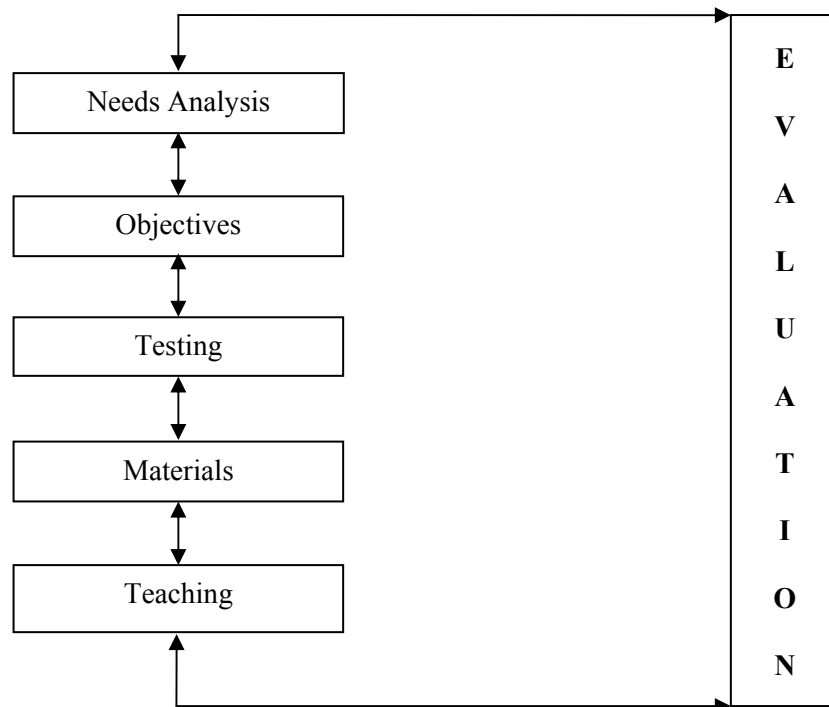 Needs Analysis
Objectives
Testing
Materials
Teaching
E
V
A
L
U
A
T
I
O
N